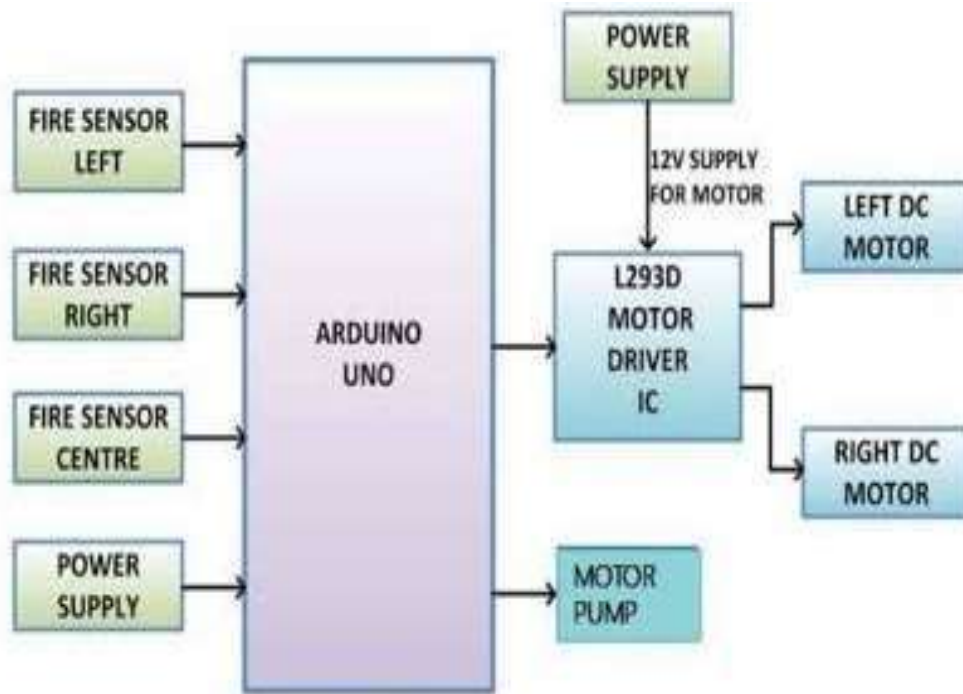 FIRE SENSOR
LEFT
FIRE SENSOR
RIGHT
FIRE SENSOR
CENTRE
POWER
SUPPLY
ARDUINO
UNO
POWER
SUPPLY
12V SUPPLY
FOR MOTOR
L293D
MOTOR
DRIVER
IC
LEFT DC
MOTOR
RIGHT DC
MOTOR
MOTOR
PUMP